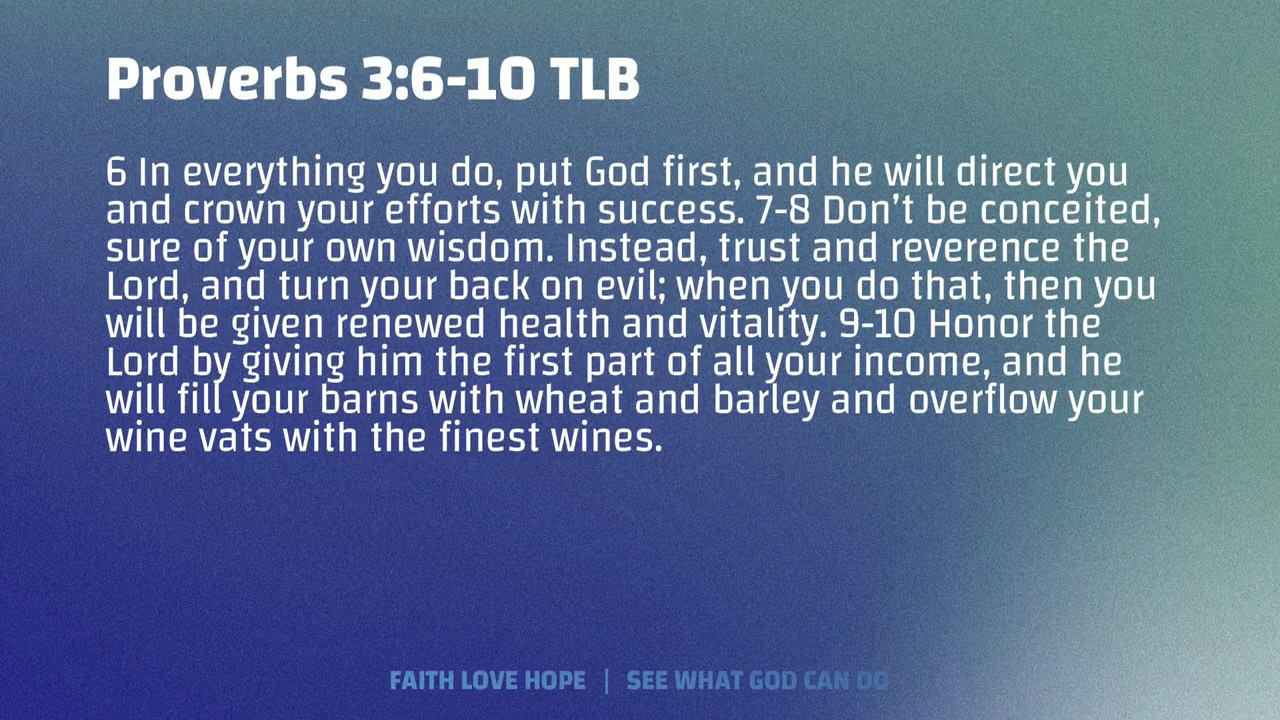 Proverbs 3:6-10 TLB
6 In everything you do, put God first, and he will direct you
and crown your efforts with success. 7-8 Don’t be conceited,
sure of your own wisdom. Instead, trust and reverence the
Lord, and turn your back on evil; when you do that, then you
will be given renewed health and vitality. 9-10 Honor the
Lord by giving him the first part of all your income, and he
will fill your barns with wheat and barley and overflow your
wine vats with the finest wines.
FAITH LOVE HOPE | SEE WHAT GOD CAN DO